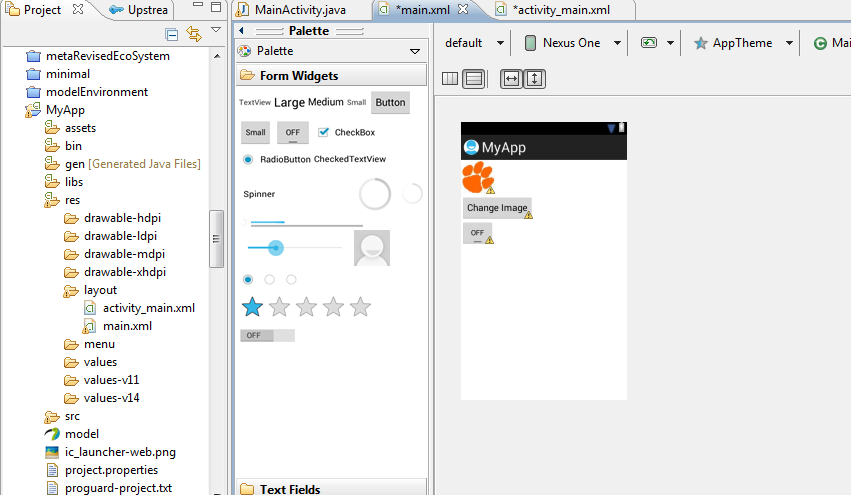 Project Upstrea
metaRevisedEcoSystem
minimal
modelEnvironment
MyApp
assets
bin
gen [Generated Java Files]
libs
res
drawable-hdpi
drawable-ldpi
drawable-mdpi
drawable-xhdpi
layout
activity_main.xml
main.xml
menu
values
values-v11
values-v14
src
model
ic_launcher-web.png
project.properties
proguard-project.txt
MainActivity.java *main.xml *activity_main.xml
Palette
Palette
Form Widgets
TextView Large Medium Small Button
Small OFF CheckBox
RadioButton CheckedTextView
Spinner
OFF
Text Fields
default Nexus One AppTheme Mai
MyApp
Change Image
OFF